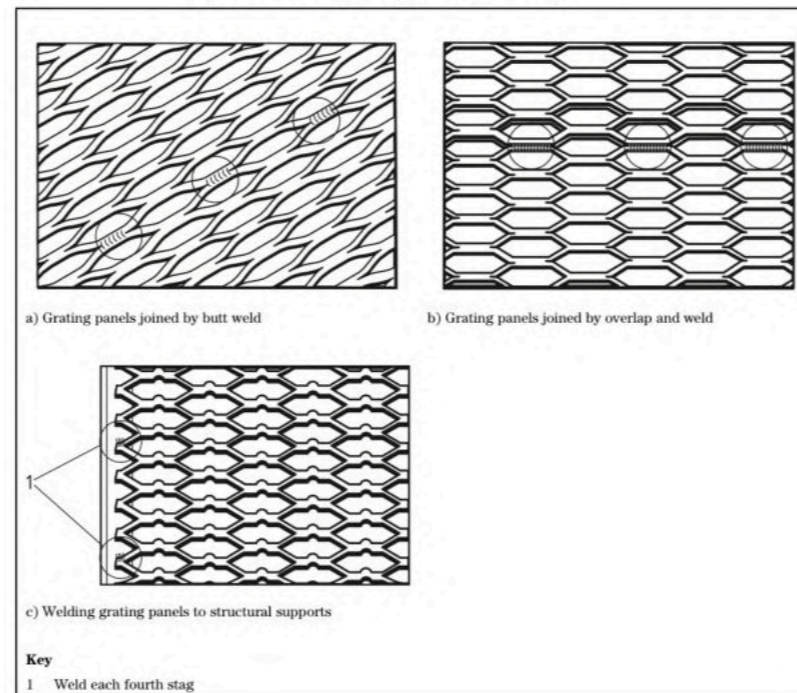 a) Grating panels joined by butt weld
b) Grating panels joined by overlap and weld
1
c) Welding grating panels to structural supports
Key
1 Weld each fourth stag